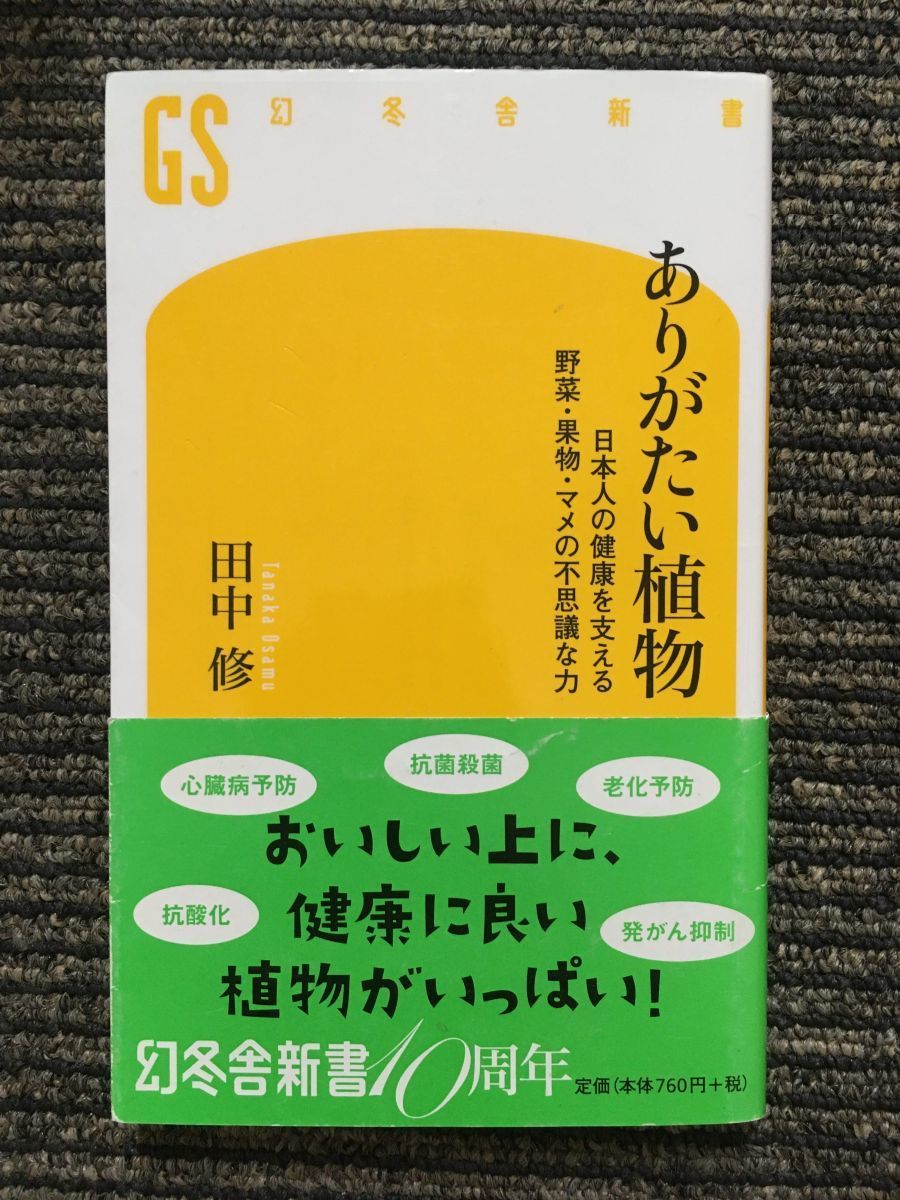 GS
幻冬舎新書
ありがたい植物
日本人の健康を支える
野菜・果物・マメの不思議な力
田中 修
Tanaka Osamu
心臓病予防
抗菌殺菌
老化予防
おいしい上に、
抗酸化
健康に良い
発がん抑制
植物がいっぱい!
幻冬舎新書10周年
定価(本体760円+税)